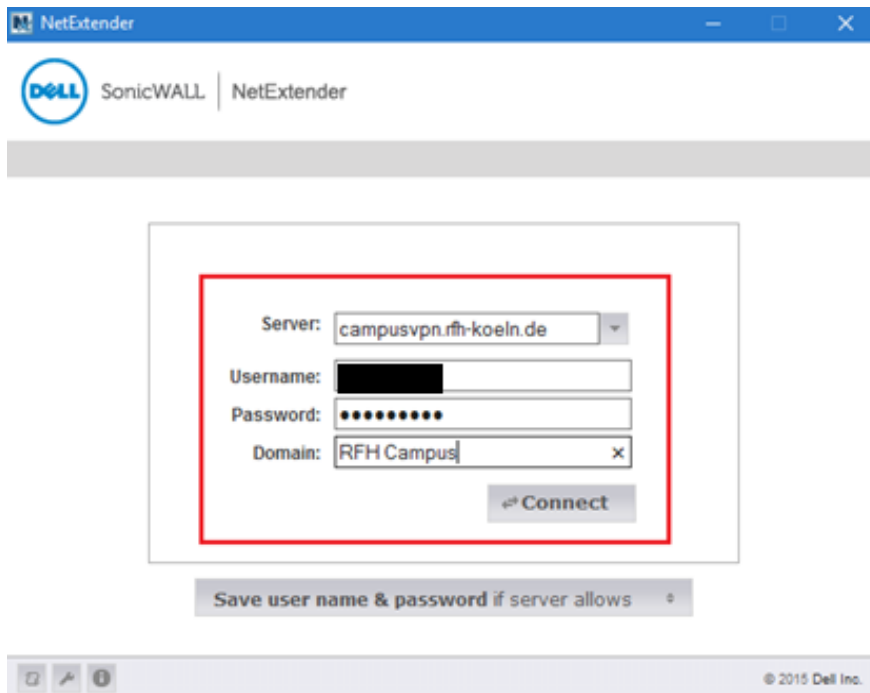 NetExtender
DELL SonicWALL | NetExtender
Server: campusvpn.rfh-koeln.de
Username:
Password: •••••••••
Domain: RFH Campus
Connect
Save user name & password if server allows
© 2015 Dell Inc.